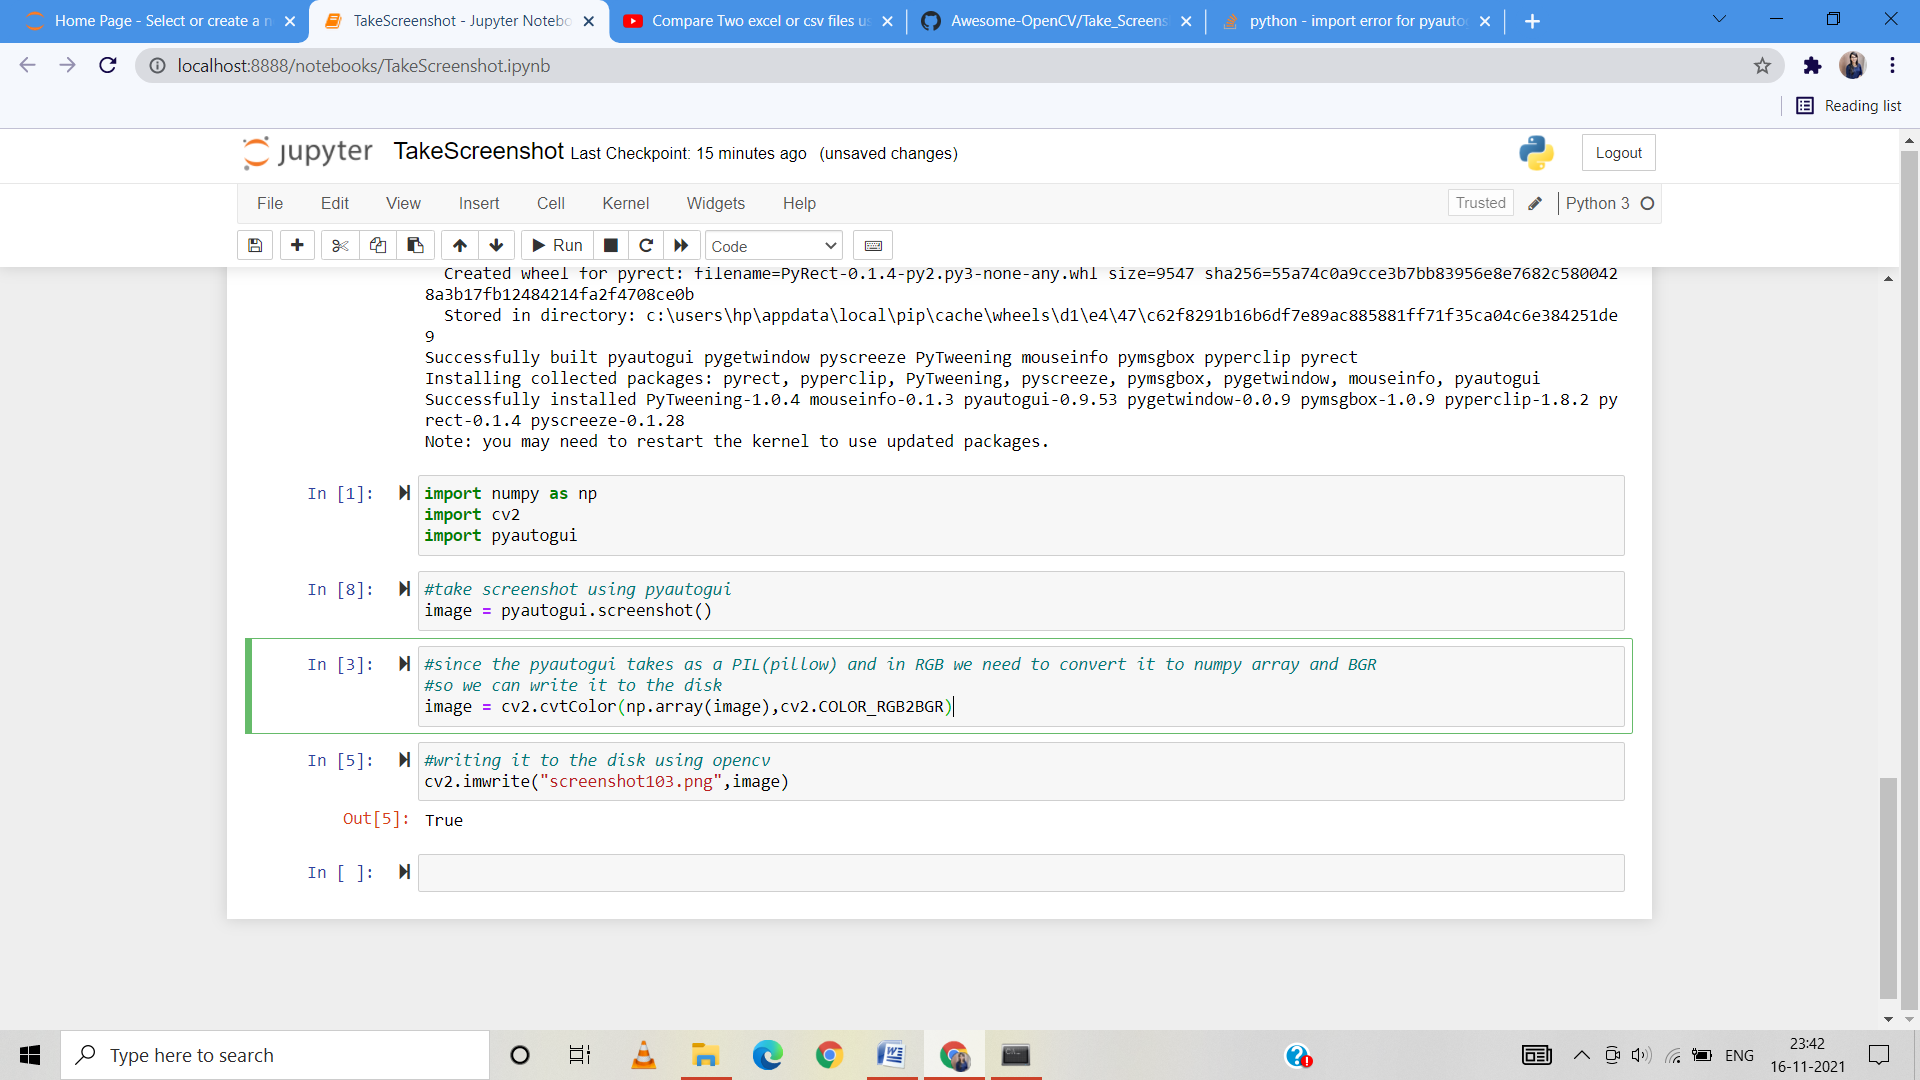 Home Page - Select or create a n
TakeScreenshot - Jupyter Notebo
Compare Two excel or csv files us
Awesome-OpenCV/Take_Screens
python - import error for pyauto
localhost:8888/notebooks/TakeScreenshot.ipynb
Reading list
jupyter TakeScreenshot Last Checkpoint: 15 minutes ago (unsaved changes)
Logout
File Edit View Insert Cell Kernel Widgets Help
Trusted Python 3
Run Code
Created wheel for pyrect: filename=PyRect-0.1.4-py2.py3-none-any.whl size=9547 sha256=55a74c0a9cce3b7bb83956e8e7682c580042
8a3b17fb12484214fa2f4708ce0b
Stored in directory: c:\users\hp\appdata\local\pip\cache\wheels\d1\e4\47\c62f8291b16b6df7e89ac885881ff71f35ca04c6e384251de
9
Successfully built pyautogui pygetwindow pyscreeze PyTweening mouseinfo pymsgbox pyperclip pyrect
Installing collected packages: pyrect, pyperclip, PyTweening, pyscreeze, pymsgbox, pygetwindow, mouseinfo, pyautogui
Successfully installed PyTweening-1.0.4 mouseinfo-0.1.3 pyautogui-0.9.53 pygetwindow-0.0.9 pymsgbox-1.0.9 pyperclip-1.8.2 py
rect-0.1.4 pyscreeze-0.1.28
Note: you may need to restart the kernel to use updated packages.
In [1]: import numpy as np
import cv2
import pyautogui
In [8]: #take screenshot using pyautogui
image = pyautogui.screenshot()
In [3]: #since the pyautogui takes as a PIL(pillow) and in RGB we need to convert it to numpy array and BGR
#so we can write it to the disk
image = cv2.cvtColor(np.array(image),cv2.COLOR_RGB2BGR)
In [5]: #writing it to the disk using opencv
cv2.imwrite("screenshot103.png",image)
Out[5]: True
In [ ]:
Type here to search
ENG
23:42
16-11-2021